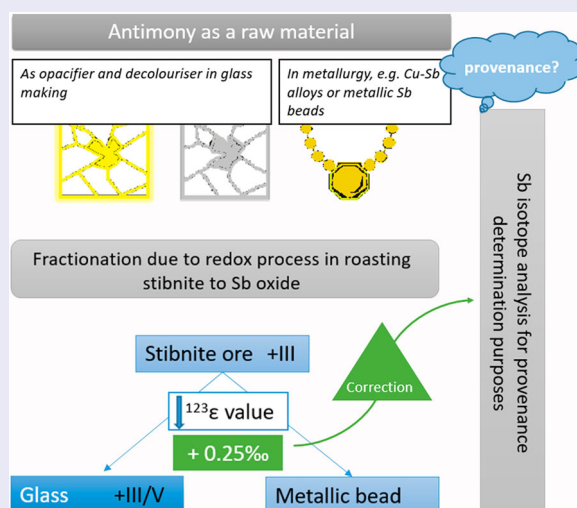 Antimony as a raw material
provenance?
As opacifier and decolouriser in glass
making
In metallurgy, e.g. Cu-Sb
alloys or metallic Sb
beads
Sb isotope analysis for provenance
determination purposes
Fractionation due to redox process in roasting
stibnite to Sb oxide
Stibnite ore +III
Correction
¹²³ε value
+ 0.25‰
Glass +III/V
Metallic bead